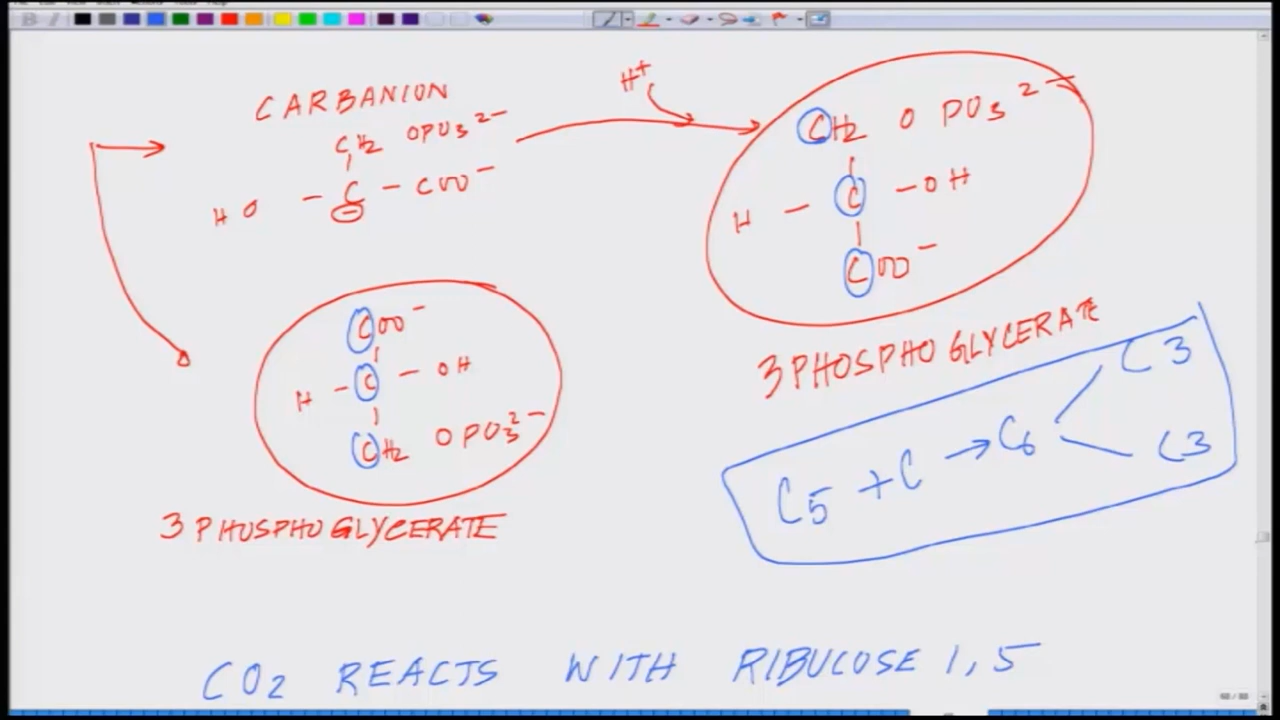 CARBANION
H+
CH2 OPO3 2-
HO - C - COO-
CH2 O PO3 2-
H - C - OH
COO-
3 PHOSPHO GLYCERATE
COO-
H - C - OH
CH2 OPO3 2-
3 PHOSPHO GLYCERATE
C5 + C → C6
C3
C3
CO2 REACTS WITH RIBUCOSE 1,5